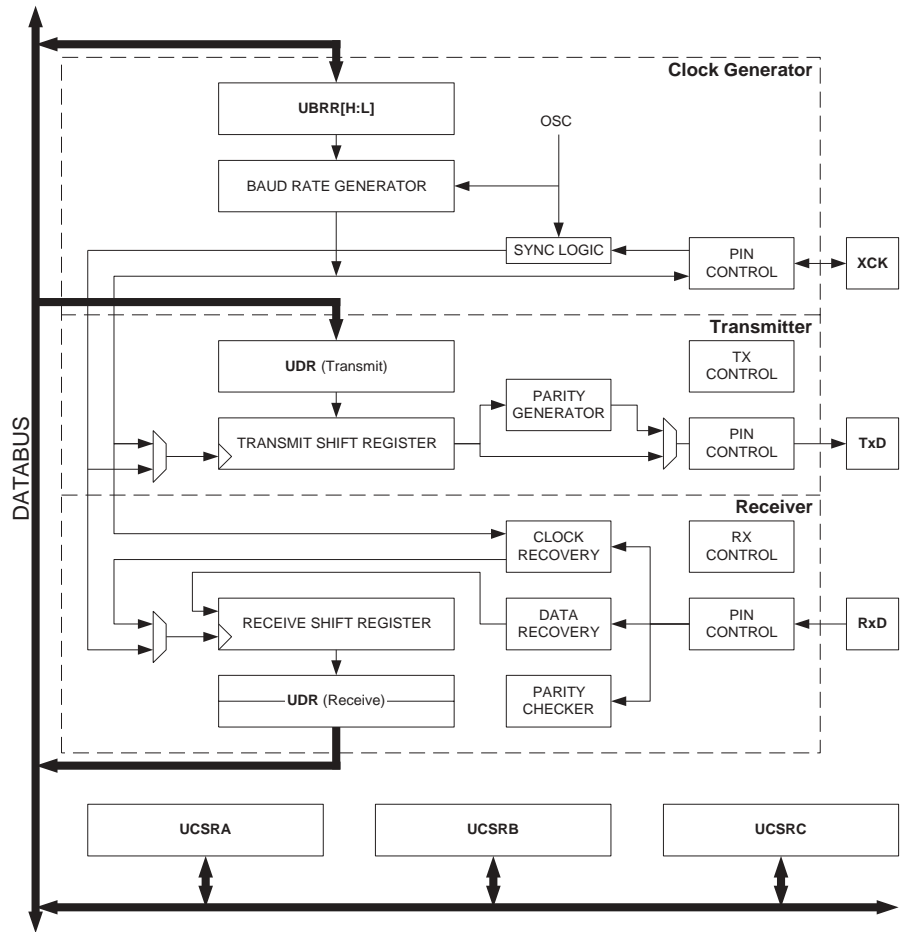 Clock Generator
UBRR[H:L]
OSC
BAUD RATE GENERATOR
SYNC LOGIC
PIN
CONTROL
XCK
Transmitter
UDR (Transmit)
TX
CONTROL
PARITY
GENERATOR
TRANSMIT SHIFT REGISTER
PIN
CONTROL
TxD
DATABUS
Receiver
CLOCK
RECOVERY
RX
CONTROL
RECEIVE SHIFT REGISTER
DATA
RECOVERY
PIN
CONTROL
RxD
UDR (Receive)
PARITY
CHECKER
UCSRA
UCSRB
UCSRC